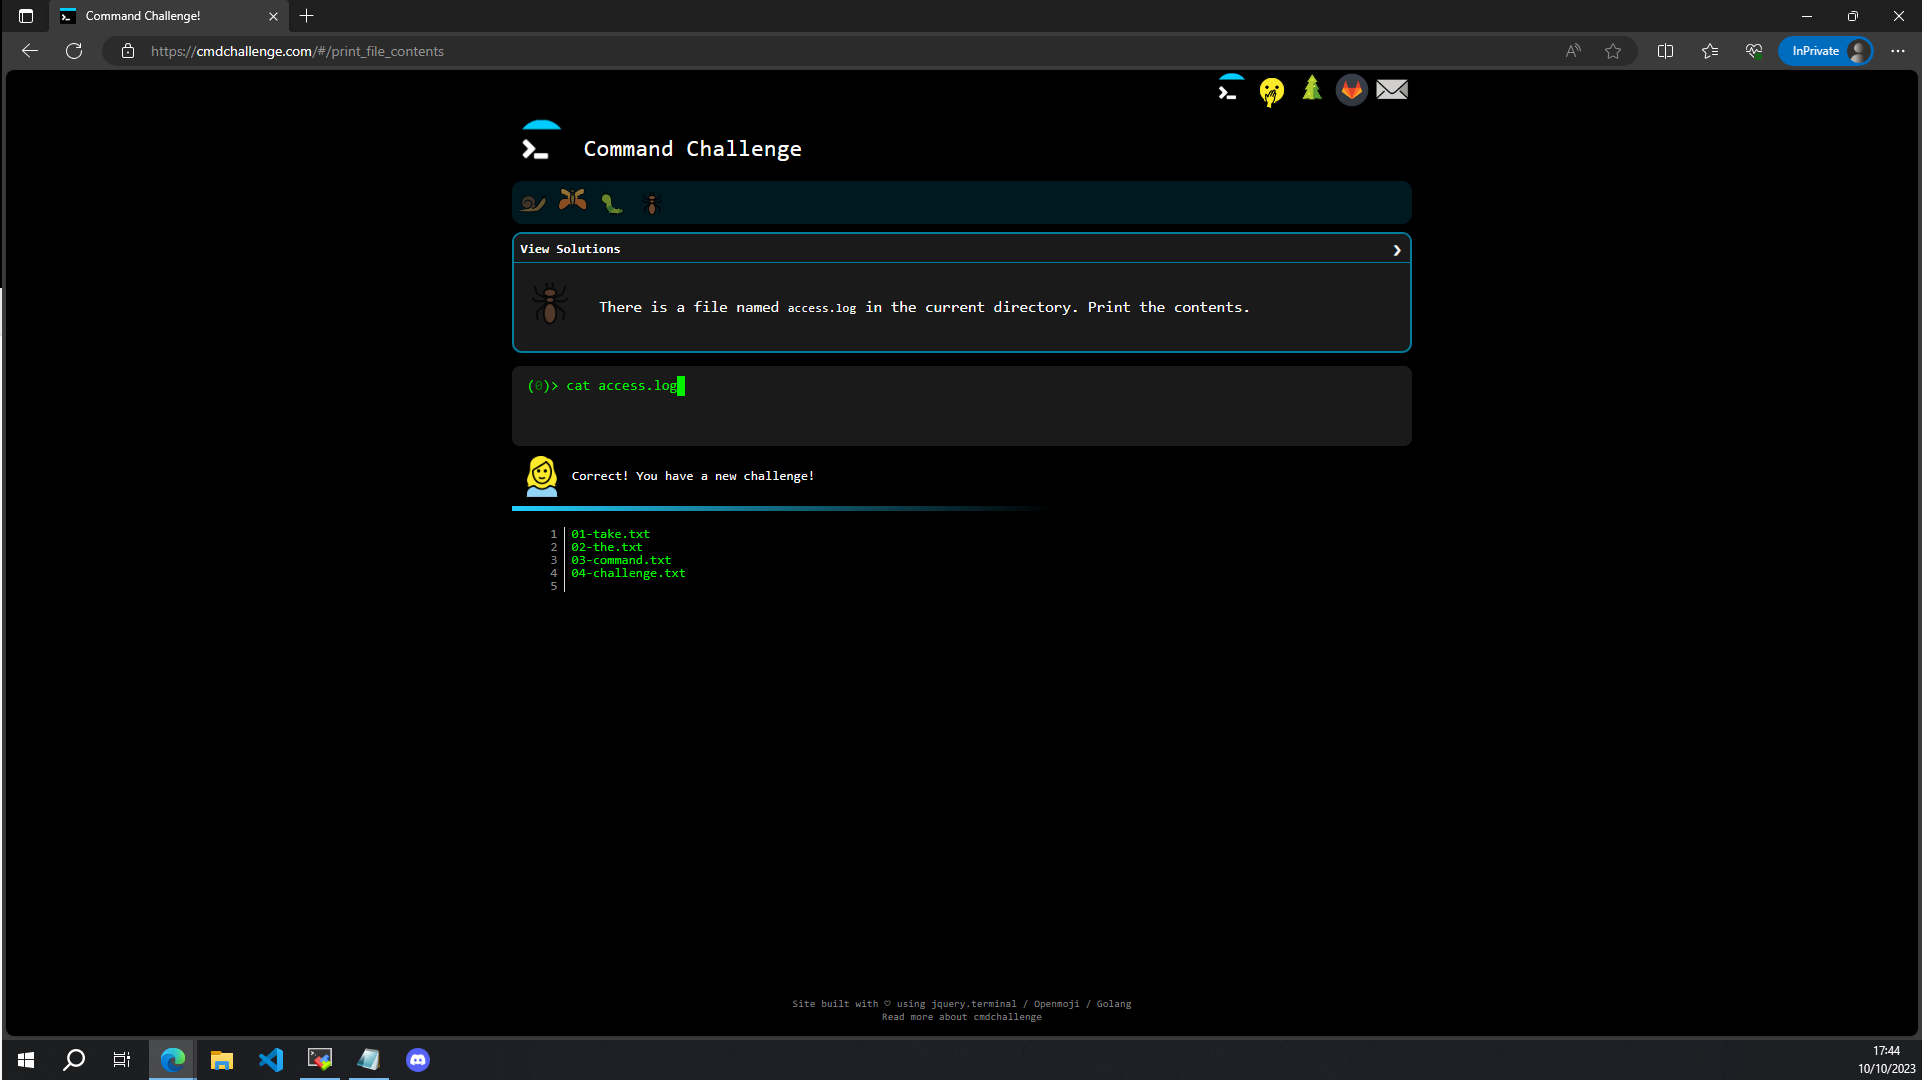 Command Challenge!
https://cmdchallenge.com/#/print_file_contents
InPrivate
Command Challenge
View Solutions
There is a file named access.log in the current directory. Print the contents.
(0)> cat access.log
Correct! You have a new challenge!
1 01-take.txt
2 02-the.txt
3 03-command.txt
4 04-challenge.txt
5
Site built with ♡ using jquery.terminal / Openmoji / Golang
Read more about cmdchallenge
17:44
10/10/2023